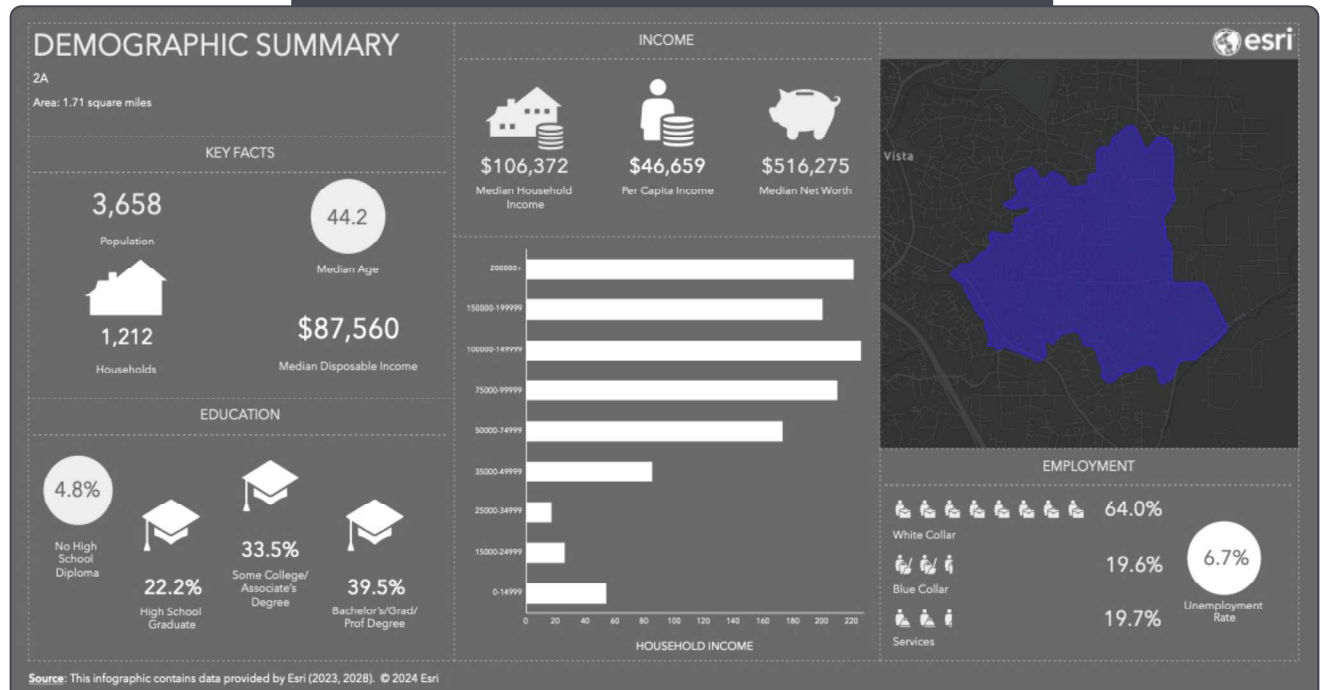 DEMOGRAPHIC SUMMARY
2A
Area: 1.71 square miles
KEY FACTS
3,658
Population
44.2
Median Age
1,212
Households
$87,560
Median Disposable Income
EDUCATION
4.8%
No High
School
Diploma
22.2%
High School
Graduate
33.5%
Some College/
Associate's
Degree
39.5%
Bachelor's/Grad/
Prof Degree
INCOME
$106,372
Median Household
Income
$46,659
Per Capita Income
$516,275
Median Net Worth
200000+
150000-199999
100000-149999
75000-99999
50000-74999
35000-49999
25000-34999
15000-24999
0-14999
0 20 40 60 80 100 120 140 160 180 200 220
HOUSEHOLD INCOME
esri
Vista
EMPLOYMENT
64.0%
White Collar
19.6%
Blue Collar
19.7%
Services
6.7%
Unemployment
Rate
Source: This infographic contains data provided by Esri (2023, 2028). © 2024 Esri